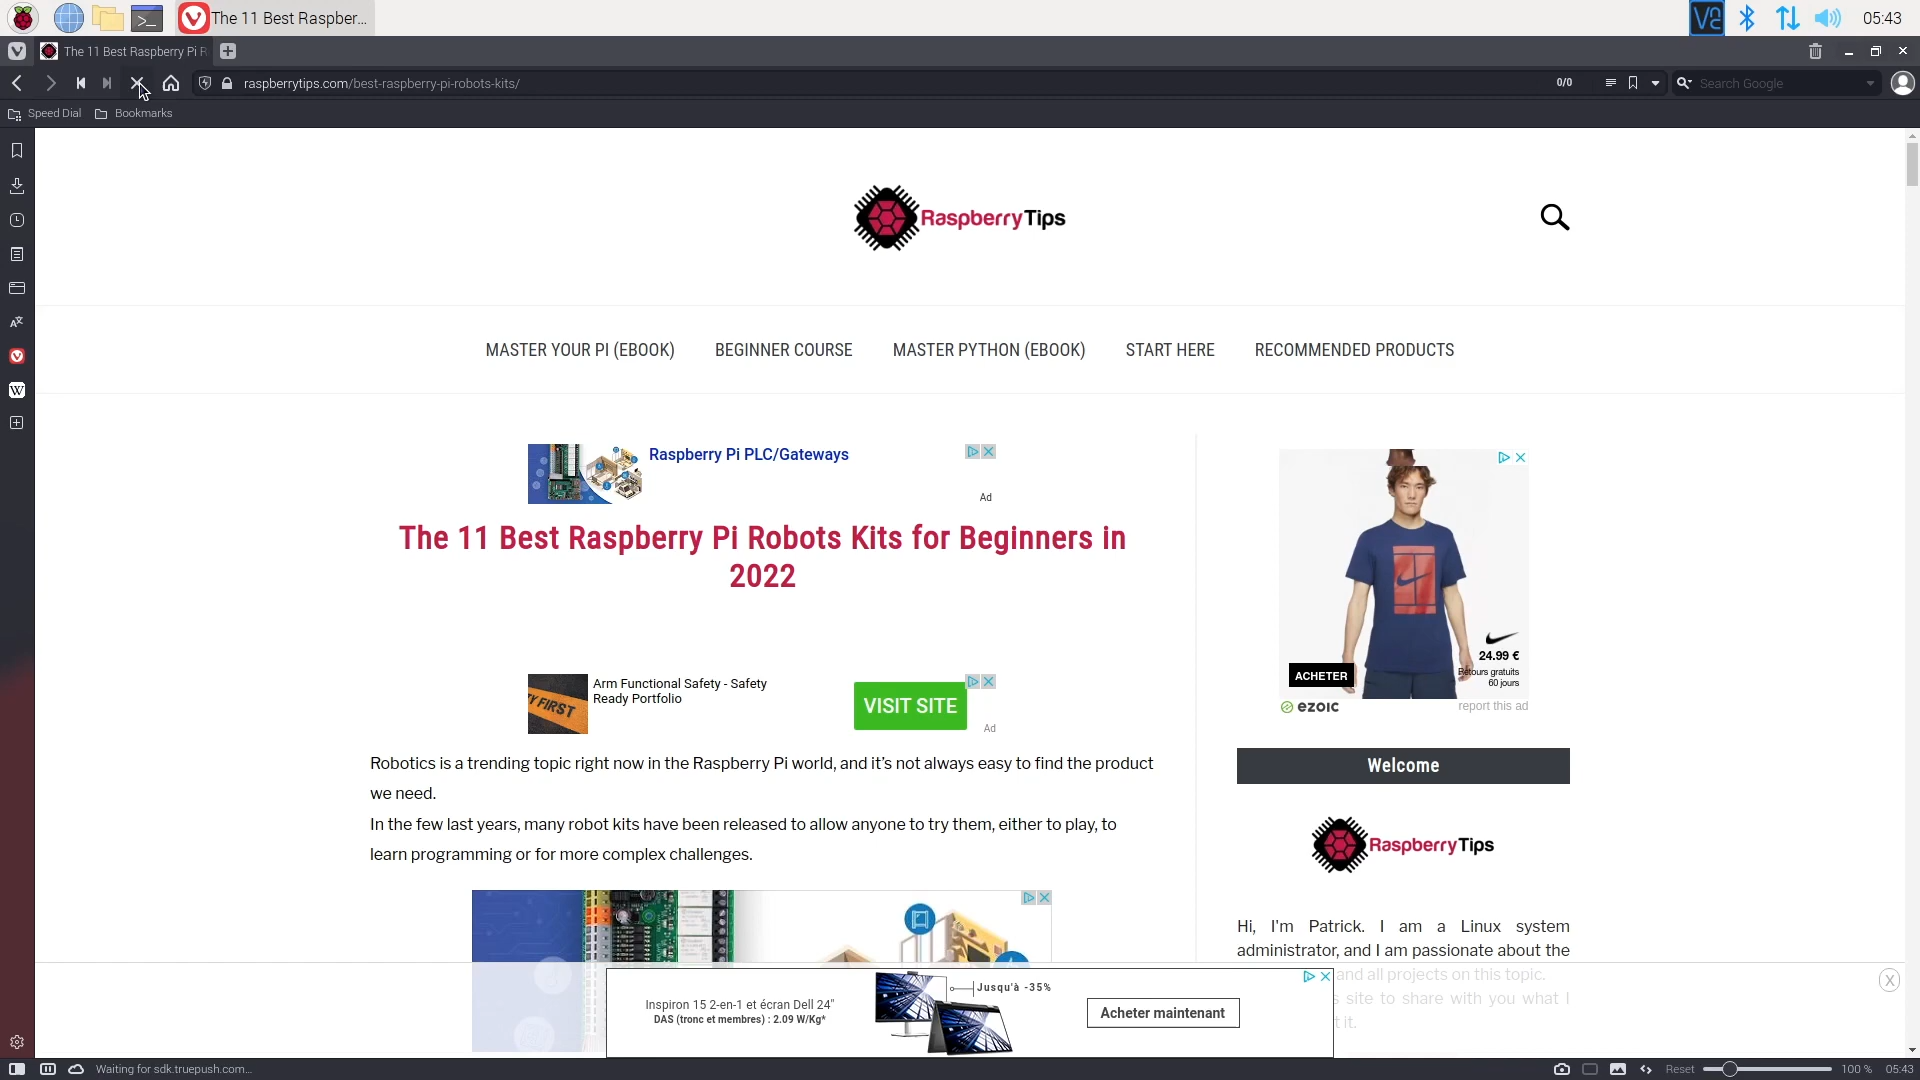 The 11 Best Raspber...
05:43
The 11 Best Raspberry Pi R
raspberrytips.com/best-raspberry-pi-robots-kits/
0/0
Search Google
Speed Dial
Bookmarks
RaspberryTips
MASTER YOUR PI (EBOOK)
BEGINNER COURSE
MASTER PYTHON (EBOOK)
START HERE
RECOMMENDED PRODUCTS
Raspberry Pi PLC/Gateways
Ad
The 11 Best Raspberry Pi Robots Kits for Beginners in
2022
Y FIRST
Arm Functional Safety - Safety
Ready Portfolio
VISIT SITE
Ad
Robotics is a trending topic right now in the Raspberry Pi world, and it's not always easy to find the product
we need.
In the few last years, many robot kits have been released to allow anyone to try them, either to play, to
learn programming or for more complex challenges.
24.99 €
Retours gratuits
60 jours
ACHETER
ezoic
report this ad
Welcome
RaspberryTips
Hi, I'm Patrick. I am a Linux system
administrator, and I am passionate about the
and all projects on this topic.
site to share with you what I
it.
Inspiron 15 2-en-1 et écran Dell 24"
DAS (tronc et membres) : 2.09 W/Kg*
Jusqu'à -35%
Acheter maintenant
X
Waiting for sdk.truepush.com...
Reset
100 %
05:43